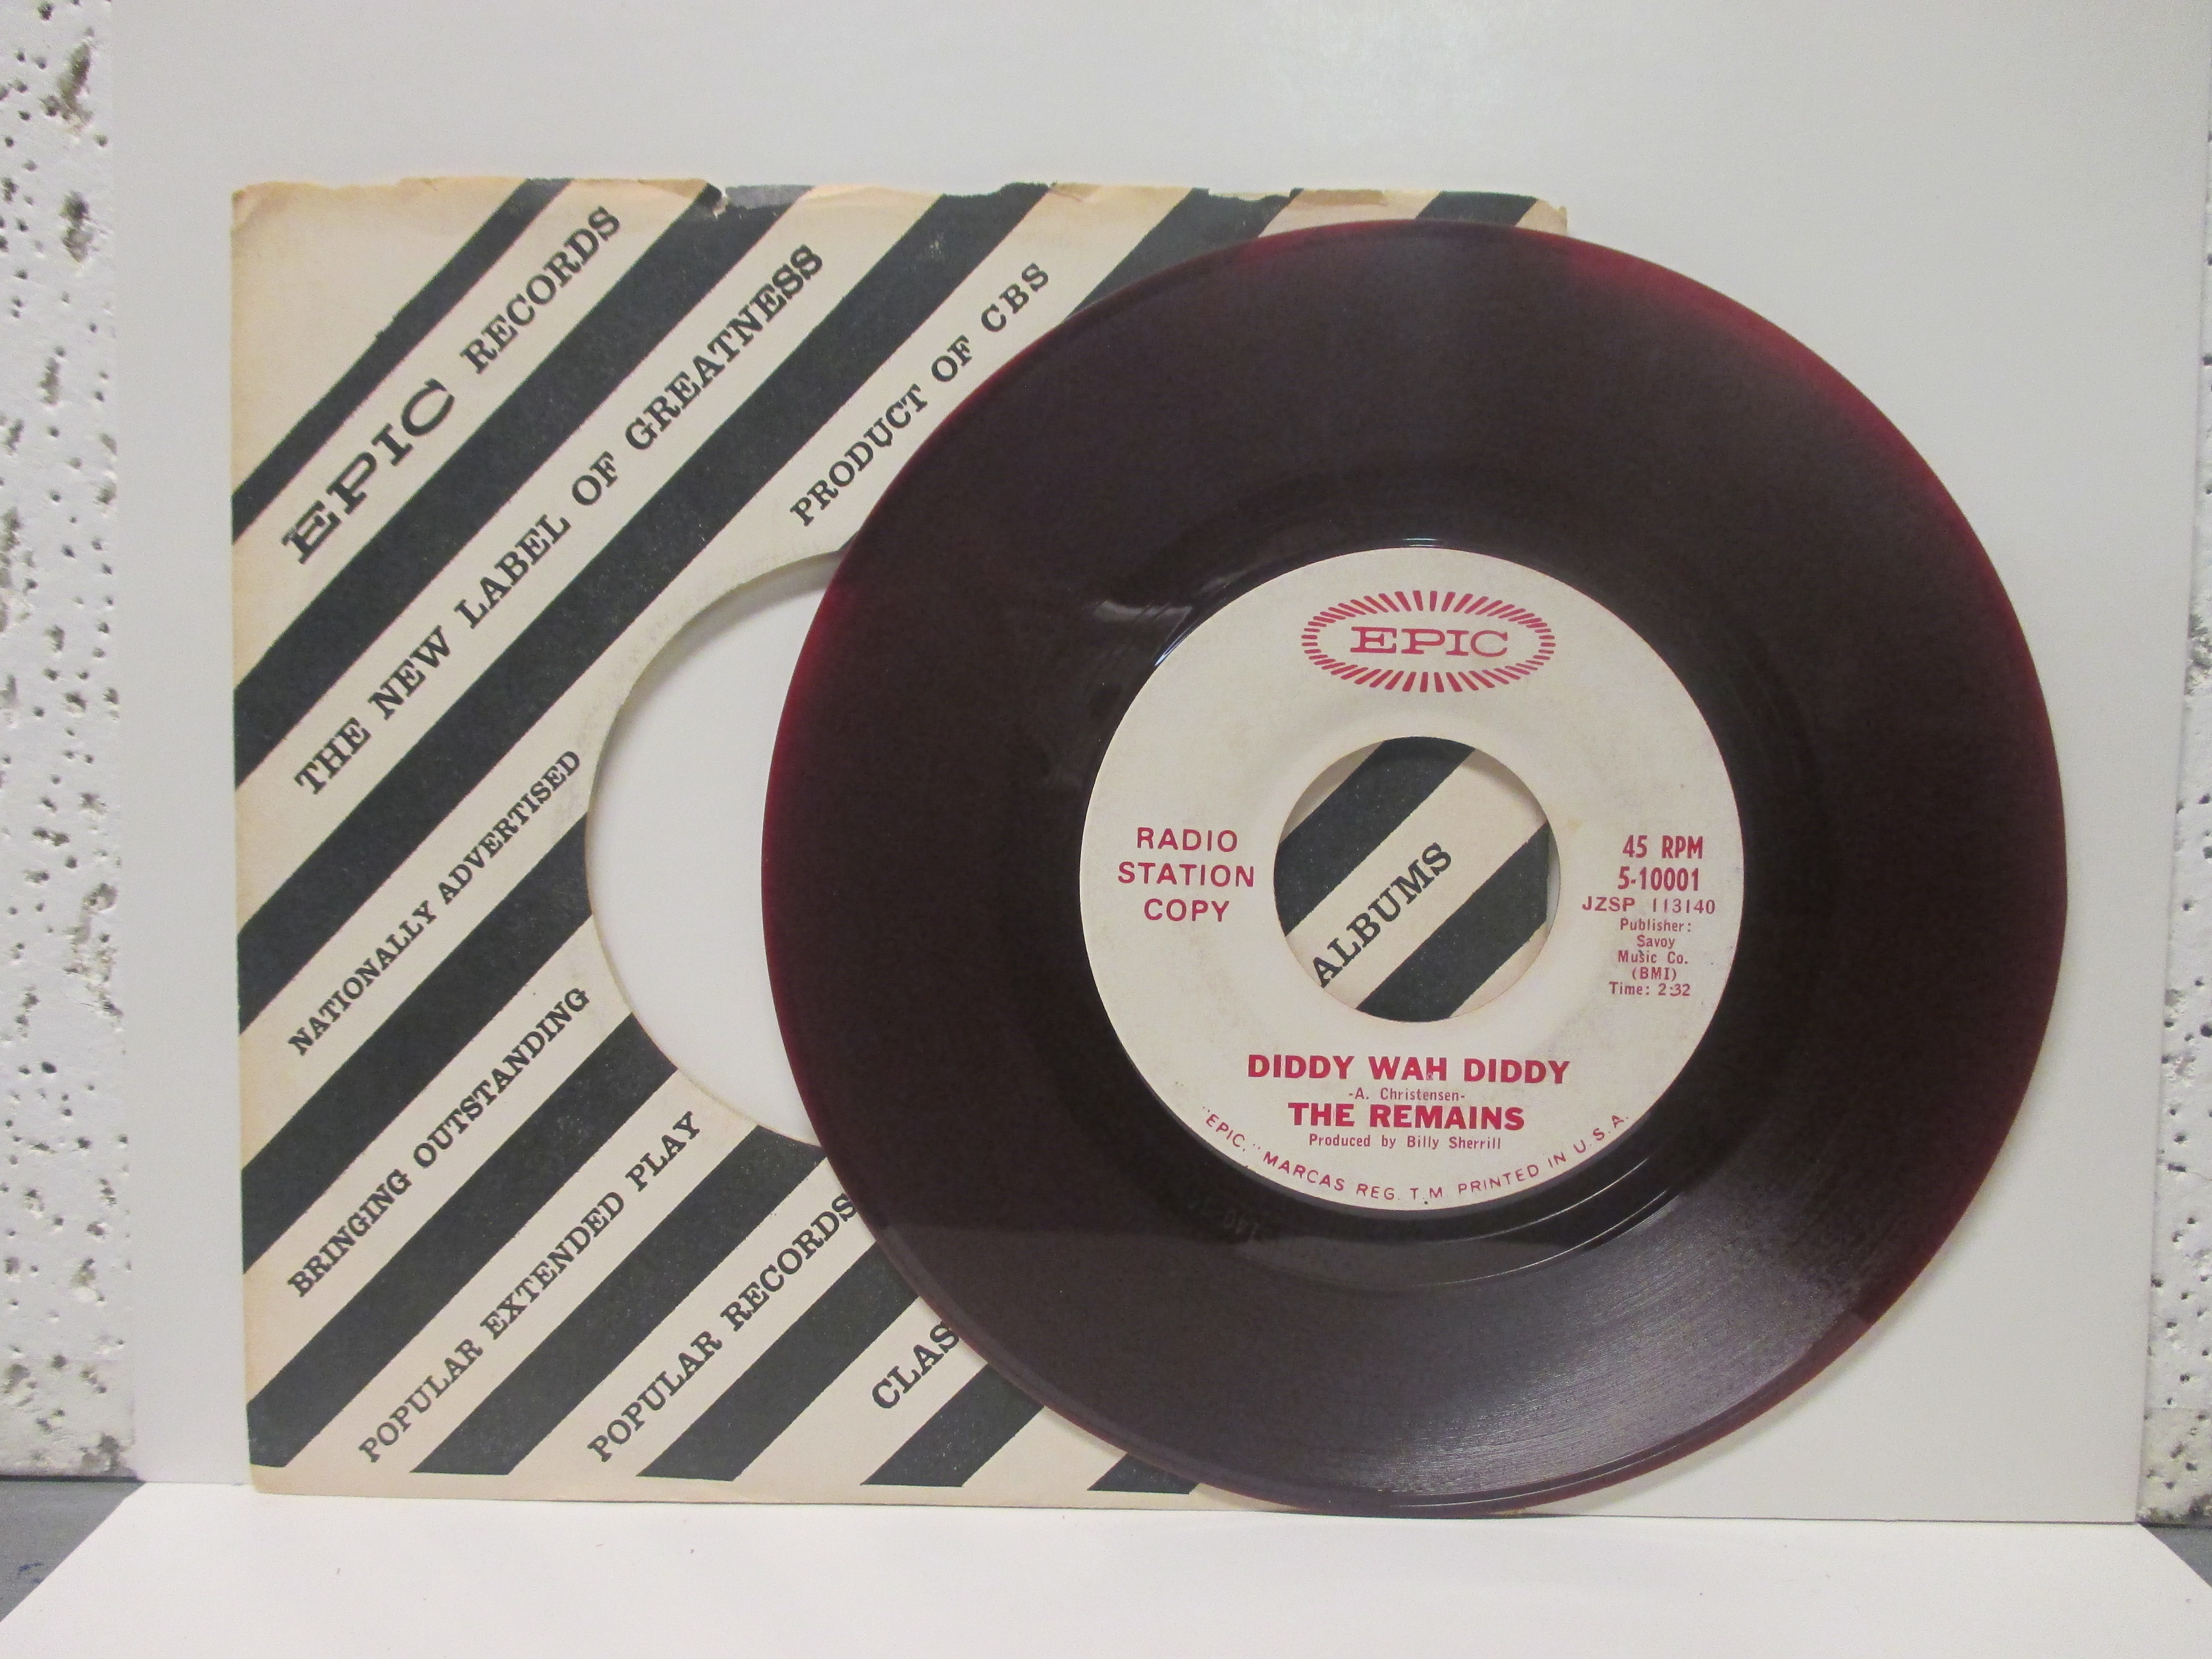 EPIC RECORDS
THE NEW LABEL OF GREATNESS
PRODUCT OF CBS
NATIONALLY ADVERTISED
BRINGING OUTSTANDING
POPULAR EXTENDED PLAY
POPULAR RECORDS
CLAS
ALBUMS
EPIC
RADIO
STATION
COPY
45 RPM
5-10001
JZSP 113140
Publisher:
Savoy
Music Co.
(BMI)
Time: 2:32
DIDDY WAH DIDDY
-A. Christensen-
THE REMAINS
Produced by Billy Sherrill
"EPIC," MARCAS REG. T.M PRINTED IN U.S.A.